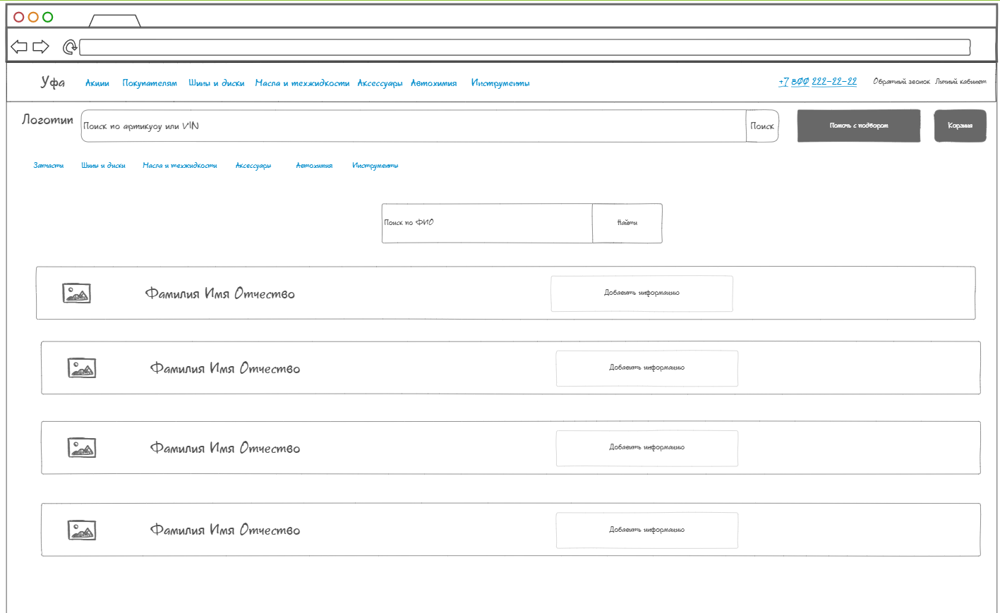 Уфа Акции Покупателям Шины и диски Масла и техжидкости Аксессуары Автохимия Инструменты +7 800 222-22-22 Обратный звонок Личный кабинет
Логотип Поиск по артикуоу или VIN Поиск Помочь с подбором Корзина
Запчасти Шины и диски Масла и техжидкости Аксессуары Автохимия Инструменты
Поиск по ФИО Найти
Фамилия Имя Отчество Добавить информацию
Фамилия Имя Отчество Добавить информацию
Фамилия Имя Отчество Добавить информацию
Фамилия Имя Отчество Добавить информацию